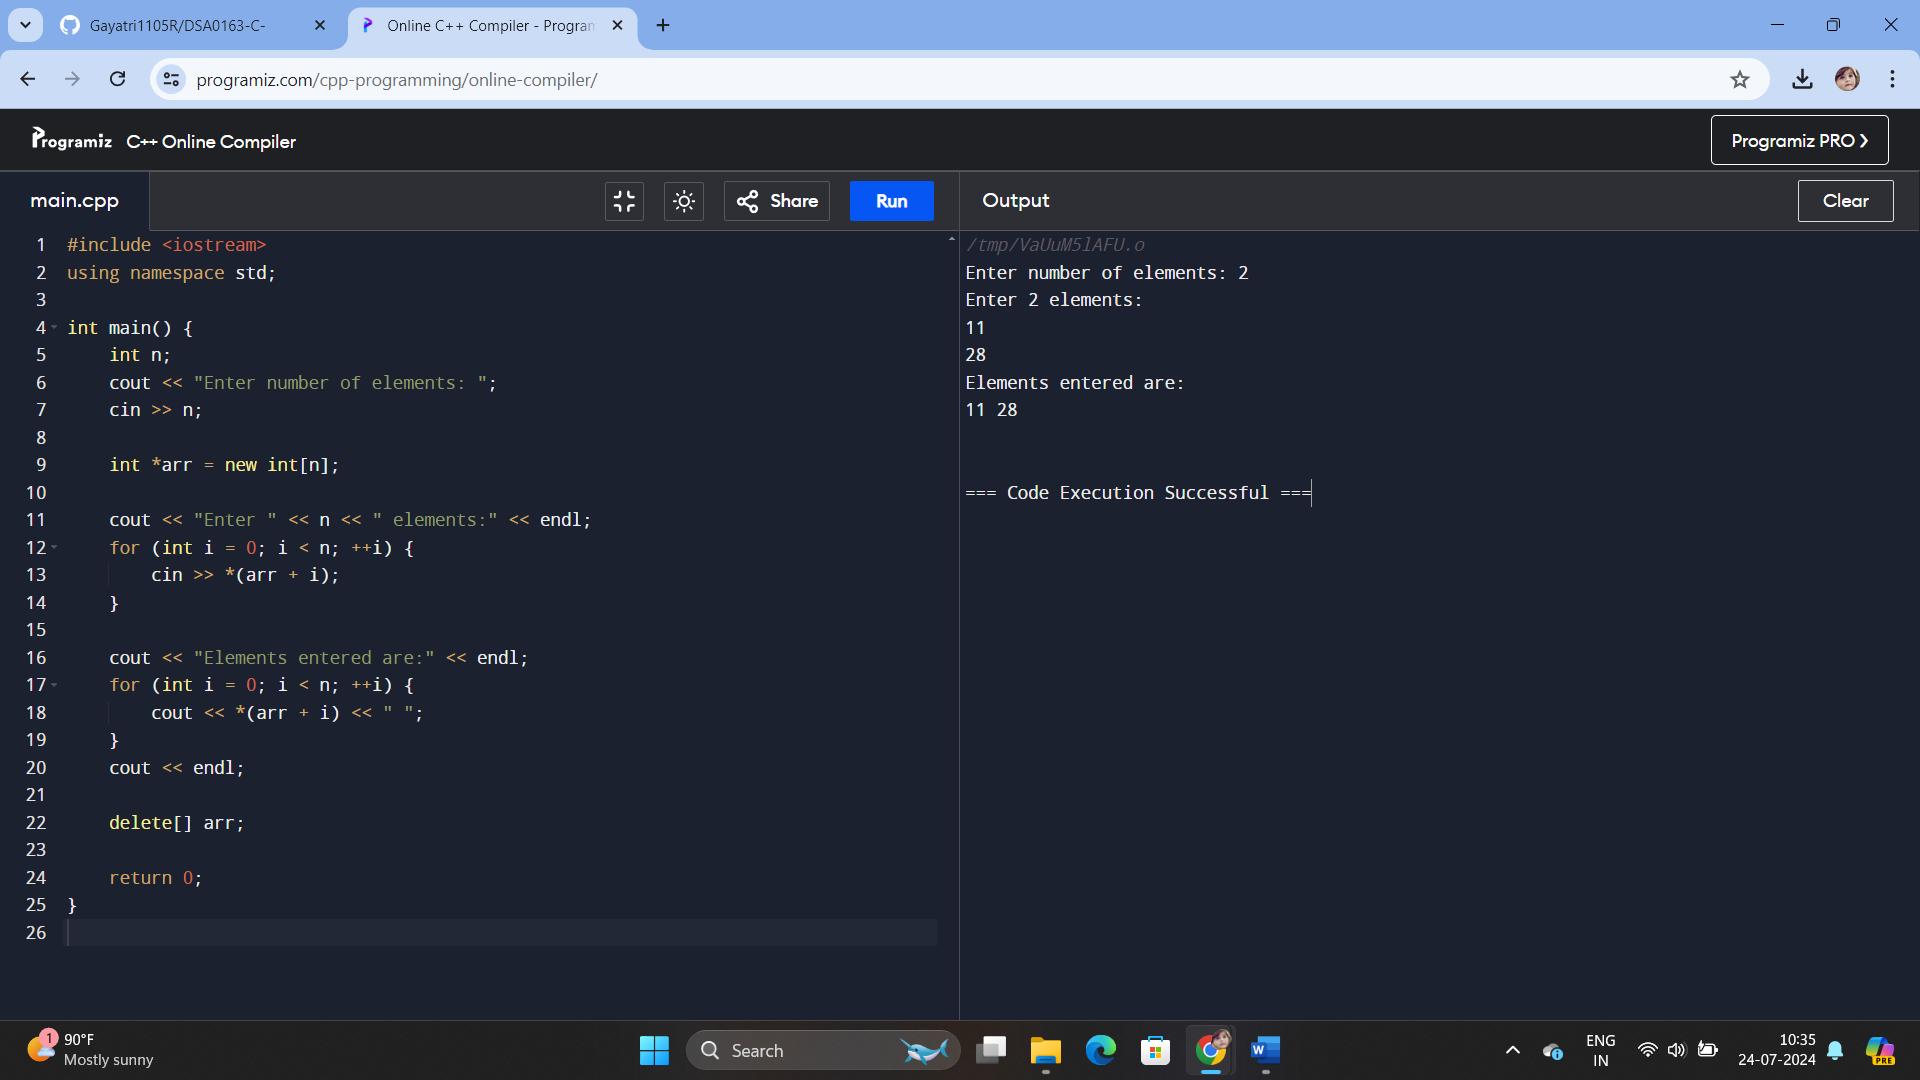 Gayatri1105R/DSA0163-C-
Online C++ Compiler - Program
programiz.com/cpp-programming/online-compiler/
Programiz C++ Online Compiler
Programiz PRO
main.cpp
Share
Run
Output
Clear
1 #include <iostream>
2 using namespace std;
3
4 int main() {
5 int n;
6 cout << "Enter number of elements: ";
7 cin >> n;
8
9 int *arr = new int[n];
10
11 cout << "Enter " << n << " elements:" << endl;
12 for (int i = 0; i < n; ++i) {
13 cin >> *(arr + i);
14 }
15
16 cout << "Elements entered are:" << endl;
17 for (int i = 0; i < n; ++i) {
18 cout << *(arr + i) << " ";
19 }
20 cout << endl;
21
22 delete[] arr;
23
24 return 0;
25 }
26
/tmp/VaUuM5lAFU.o
Enter number of elements: 2
Enter 2 elements:
11
28
Elements entered are:
11 28
=== Code Execution Successful ===
1
90°F
Mostly sunny
Search
W
ENG
IN
10:35
24-07-2024
PRE